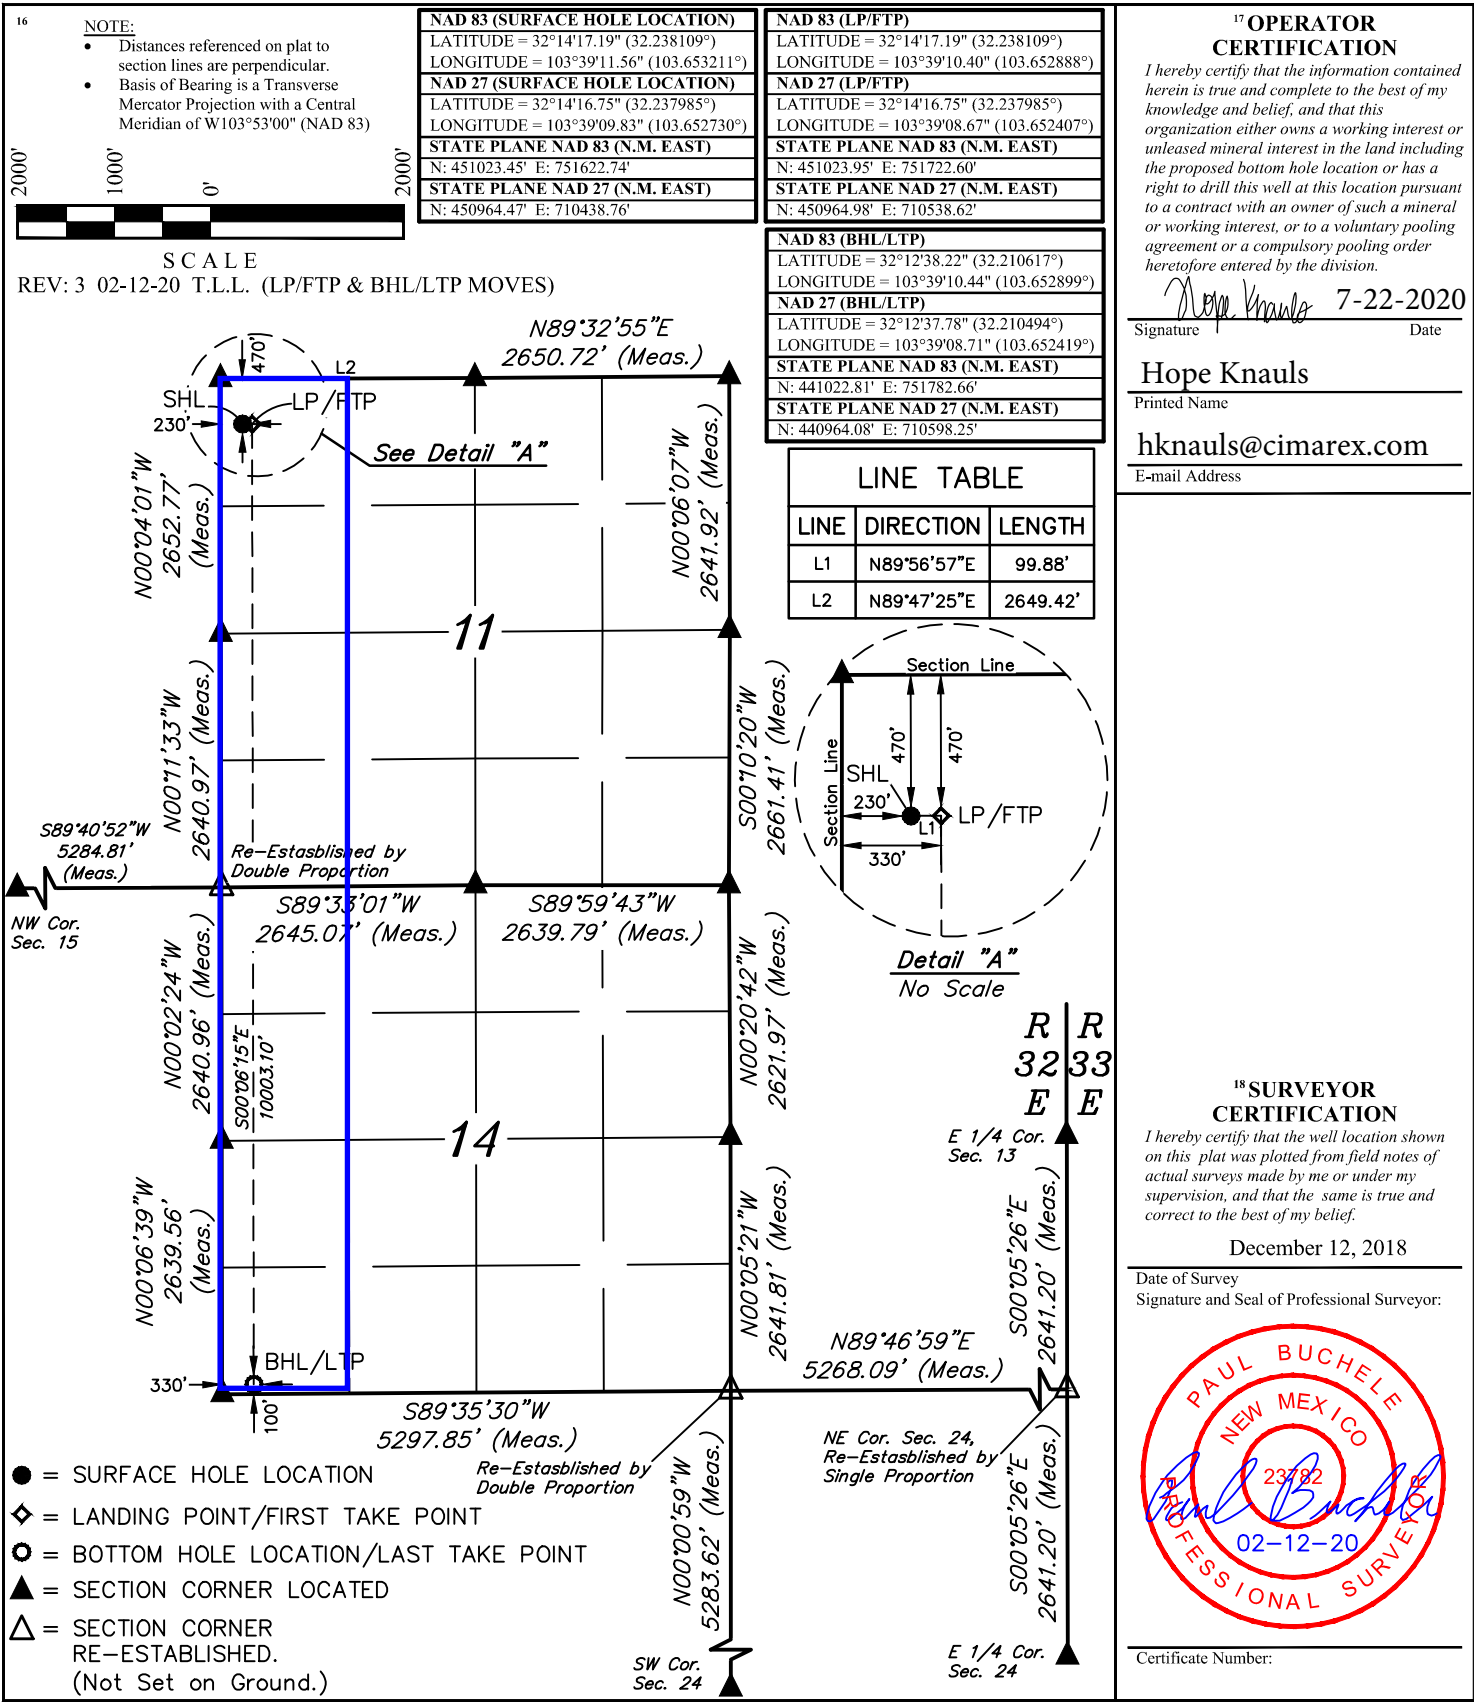 16
NOTE:
• Distances referenced on plat to
section lines are perpendicular.
• Basis of Bearing is a Transverse
Mercator Projection with a Central
Meridian of W103°53'00" (NAD 83)
2000'
1000'
0'
2000'
SCALE
REV: 3 02-12-20 T.L.L. (LP/FTP & BHL/LTP MOVES)
NAD 83 (SURFACE HOLE LOCATION)
LATITUDE = 32°14'17.19" (32.238109°)
LONGITUDE = 103°39'11.56" (103.653211°)
NAD 27 (SURFACE HOLE LOCATION)
LATITUDE = 32°14'16.75" (32.237985°)
LONGITUDE = 103°39'09.83" (103.652730°)
STATE PLANE NAD 83 (N.M. EAST)
N: 451023.45' E: 751622.74'
STATE PLANE NAD 27 (N.M. EAST)
N: 450964.47' E: 710438.76'
NAD 83 (LP/FTP)
LATITUDE = 32°14'17.19" (32.238109°)
LONGITUDE = 103°39'10.40" (103.652888°)
NAD 27 (LP/FTP)
LATITUDE = 32°14'16.75" (32.237985°)
LONGITUDE = 103°39'08.67" (103.652407°)
STATE PLANE NAD 83 (N.M. EAST)
N: 451023.95' E: 751722.60'
STATE PLANE NAD 27 (N.M. EAST)
N: 450964.98' E: 710538.62'
NAD 83 (BHL/LTP)
LATITUDE = 32°12'38.22" (32.210617°)
LONGITUDE = 103°39'10.44" (103.652899°)
NAD 27 (BHL/LTP)
LATITUDE = 32°12'37.78" (32.210494°)
LONGITUDE = 103°39'08.71" (103.652419°)
STATE PLANE NAD 83 (N.M. EAST)
N: 441022.81' E: 751782.66'
STATE PLANE NAD 27 (N.M. EAST)
N: 440964.08' E: 710598.25'
LINE TABLE
LINE DIRECTION LENGTH
L1 N89°56'57"E 99.88'
L2 N89°47'25"E 2649.42'
N89°32'55"E
2650.72' (Meas.)
470'
L2
SHL
LP/FTP
230'
See Detail "A"
N00°04'01"W
2652.77'
(Meas.)
N00°06'07"W
2641.92' (Meas.)
11
N00°11'33"W
2640.97' (Meas.)
S00°10'20"W
2661.41' (Meas.)
S89°40'52"W
5284.81'
(Meas.)
Re-Estasblished by
Double Proportion
NW Cor.
Sec. 15
S89°33'01"W
2645.07' (Meas.)
S89°59'43"W
2639.79' (Meas.)
N00°02'24"W
2640.96' (Meas.)
S00°06'15"E
10003.10'
N00°20'42"W
2621.97' (Meas.)
14
N00°06'39"W
2639.56'
(Meas.)
N00°05'21"W
2641.81' (Meas.)
BHL/LTP
330'
100'
S89°35'30"W
5297.85' (Meas.)
Re-Estasblished by
Double Proportion
N00°00'59"W
5283.62' (Meas.)
SW Cor.
Sec. 24
Section Line
Section Line
470'
470'
SHL
230'
L1
LP/FTP
330'
Detail "A"
No Scale
R R
32 33
E E
E 1/4 Cor.
Sec. 13
S00°05'26"E
2641.20' (Meas.)
N89°46'59"E
5268.09' (Meas.)
NE Cor. Sec. 24,
Re-Estasblished by
Single Proportion
S00°05'26"E
2641.20' (Meas.)
E 1/4 Cor.
Sec. 24
= SURFACE HOLE LOCATION
= LANDING POINT/FIRST TAKE POINT
= BOTTOM HOLE LOCATION/LAST TAKE POINT
= SECTION CORNER LOCATED
= SECTION CORNER
RE-ESTABLISHED.
(Not Set on Ground.)
17 OPERATOR
CERTIFICATION
I hereby certify that the information contained
herein is true and complete to the best of my
knowledge and belief, and that this
organization either owns a working interest or
unleased mineral interest in the land including
the proposed bottom hole location or has a
right to drill this well at this location pursuant
to a contract with an owner of such a mineral
or working interest, or to a voluntary pooling
agreement or a compulsory pooling order
heretofore entered by the division.
Hope Knauls 7-22-2020
Signature Date
Hope Knauls
Printed Name
hknauls@cimarex.com
E-mail Address
18 SURVEYOR
CERTIFICATION
I hereby certify that the well location shown
on this plat was plotted from field notes of
actual surveys made by me or under my
supervision, and that the same is true and
correct to the best of my belief.
December 12, 2018
Date of Survey
Signature and Seal of Professional Surveyor:
PAUL BUCHELE
NEW MEXICO
23782
Paul Buchele
02-12-20
PROFESSIONAL SURVEYOR
Certificate Number: